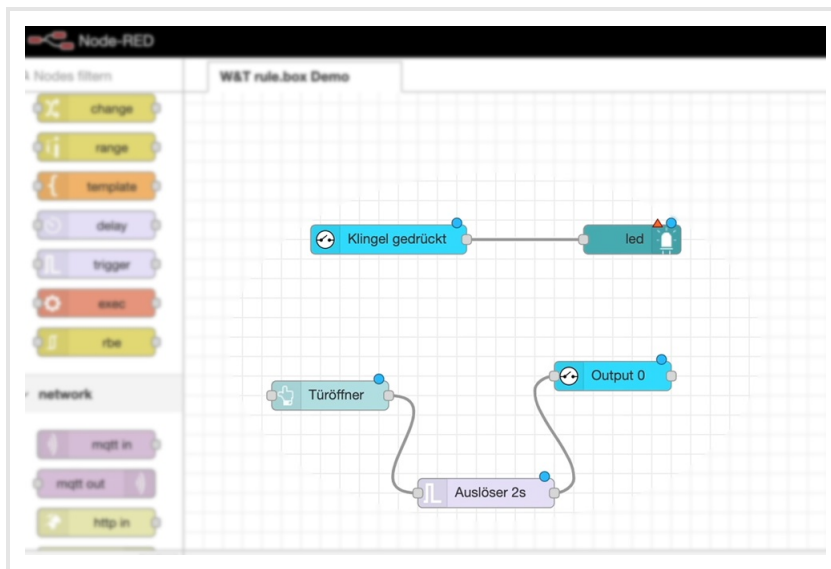 Node-RED
Nodes filtern
W&T rule.box Demo
change
range
template
delay
trigger
exec
rbe
network
mqtt in
mqtt out
http in
Klingel gedrückt
led
Output 0
Türöffner
Auslöser 2s